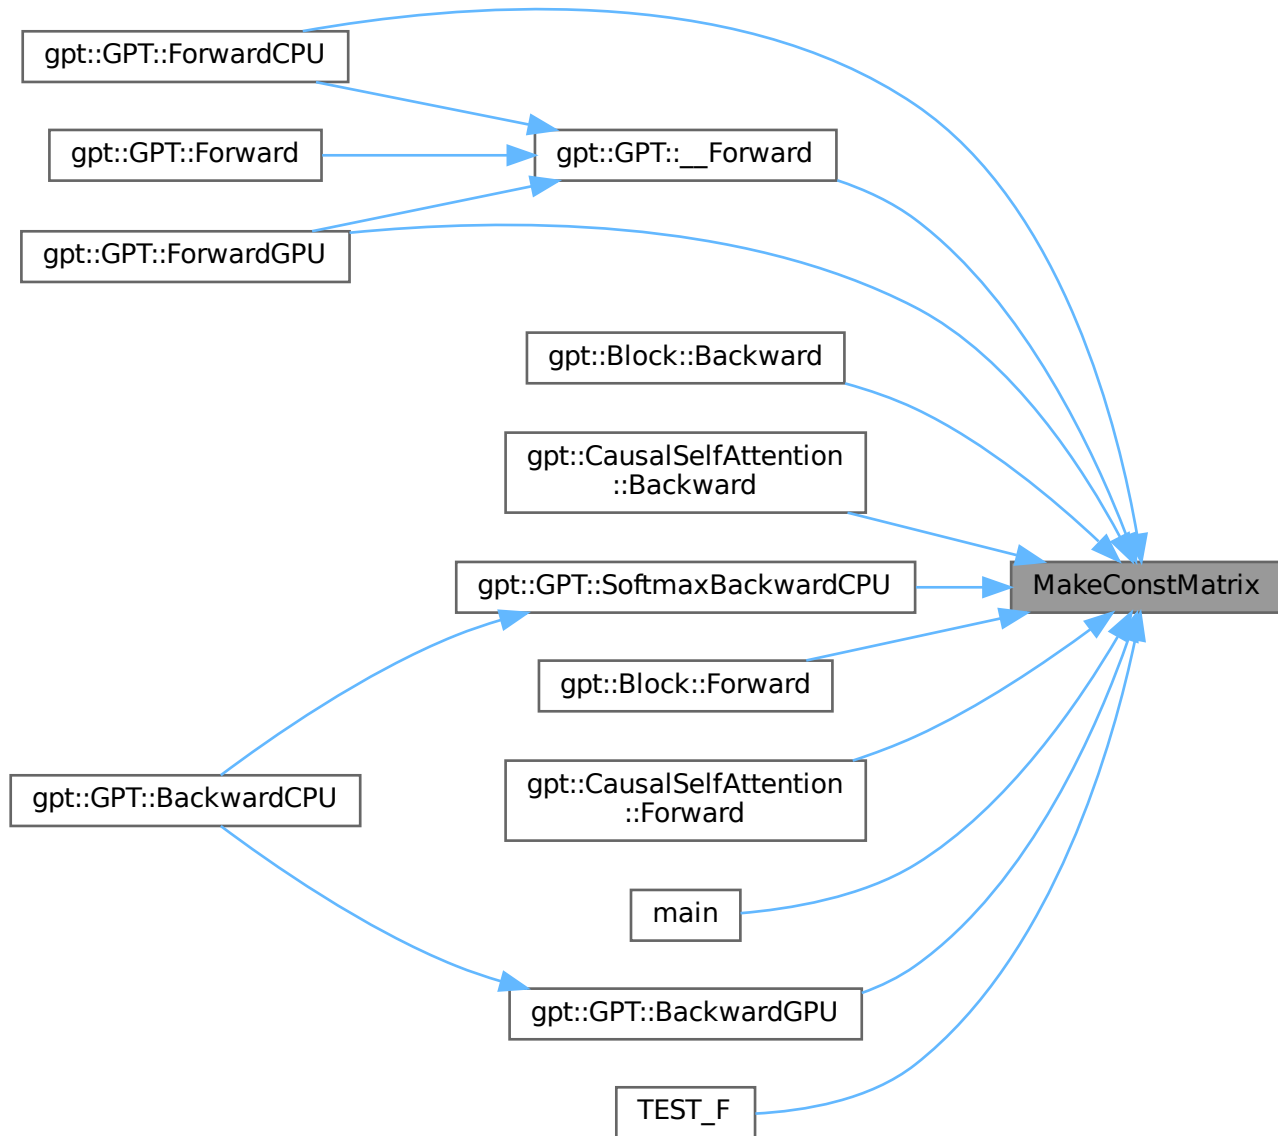 gpt::GPT::ForwardCPU
gpt::GPT::Forward
gpt::GPT::__Forward
gpt::GPT::ForwardGPU
gpt::Block::Backward
gpt::CausalSelfAttention
::Backward
gpt::GPT::SoftmaxBackwardCPU
MakeConstMatrix
gpt::Block::Forward
gpt::CausalSelfAttention
::Forward
gpt::GPT::BackwardCPU
main
gpt::GPT::BackwardGPU
TEST_F